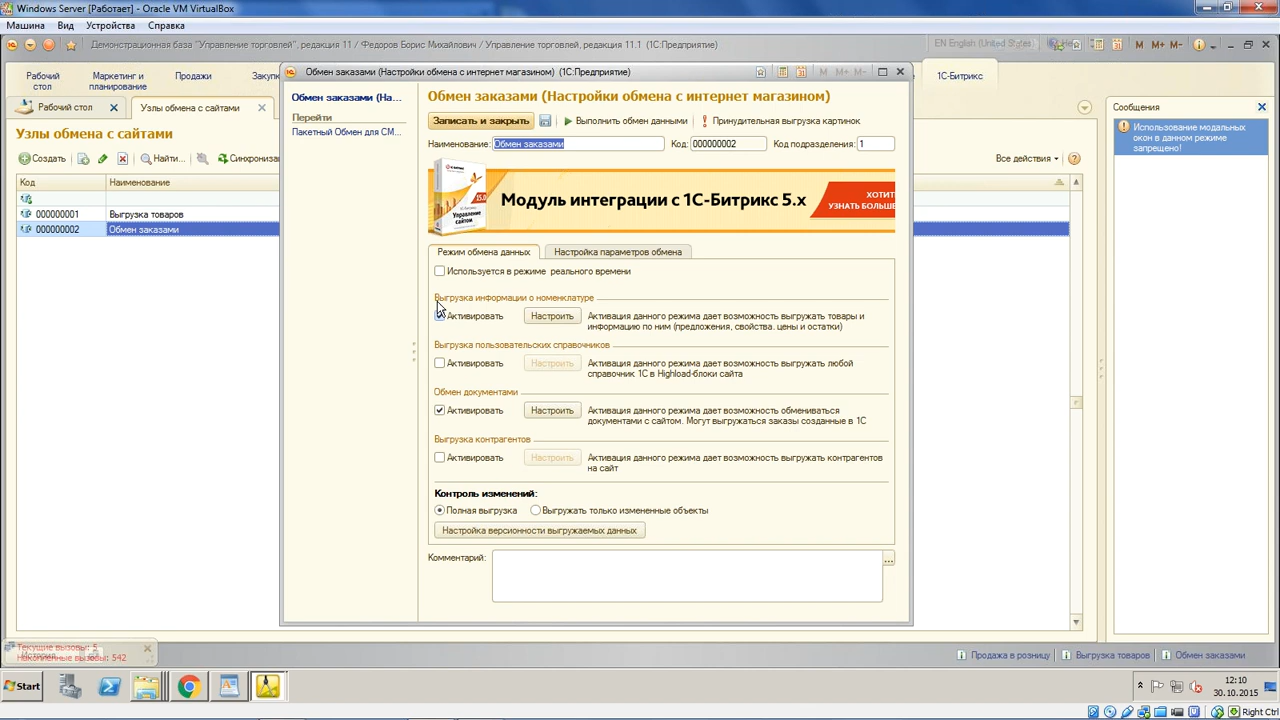 Windows Server [Работает] - Oracle VM VirtualBox
Машина Вид Устройства Справка
Демонстрационная база "Управление торговлей", редакция 11 / Федоров Борис Михайлович / Управление торговлей, редакция 11.1 (1С:Предприятие)
EN English (United States)
M M+ M-
Рабочий стол
Маркетинг и планирование
Продажи
Закуп
1С-Битрикс
Рабочий стол
Узлы обмена с сайтами
Узлы обмена с сайтами
Создать
Найти...
Синхрониза
Все действия
Код Наименование
000000001 Выгрузка товаров
000000002 Обмен заказами
Обмен заказами (Настройки обмена с интернет магазином) (1С:Предприятие)
M M+ M-
Обмен заказами (На...
Перейти
Пакетный Обмен для СМ...
Обмен заказами (Настройки обмена с интернет магазином)
Записать и закрыть
Выполнить обмен данными
Принудительная выгрузка картинок
Наименование: Обмен заказами Код: 000000002 Код подразделения: 1
Модуль интеграции с 1С-Битрикс 5.x
ХОТИТ
УЗНАТЬ БОЛЬШЕ
Режим обмена данных
Настройка параметров обмена
Используется в режиме реального времени
Выгрузка информации о номенклатуре
Активировать Настроить Активация данного режима дает возможность выгружать товары и
информацию по ним (предложения, свойства. цены и остатки)
Выгрузка пользовательских справочников
Активировать Настроить Активация данного режима дает возможность выгружать любой
справочник 1С в Highload-блоки сайта
Обмен документами
Активировать Настроить Активация данного режима дает возможность обмениваться
документами с сайтом. Могут выгружаться заказы созданные в 1С
Выгрузка контрагентов
Активировать Настроить Активация данного режима дает возможность выгружать контрагентов
на сайт
Контроль изменений:
Полная выгрузка Выгружать только измененные объекты
Настройка версионности выгружаемых данных
Комментарий:
Сообщения
Использование модальных
окон в данном режиме
запрещено!
Текущие вызовы: 5
Накопленные вызовы: 542
Продажа в розницу
Выгрузка товаров
Обмен заказами
Start
12:10
30.10.2015
Right Ctrl